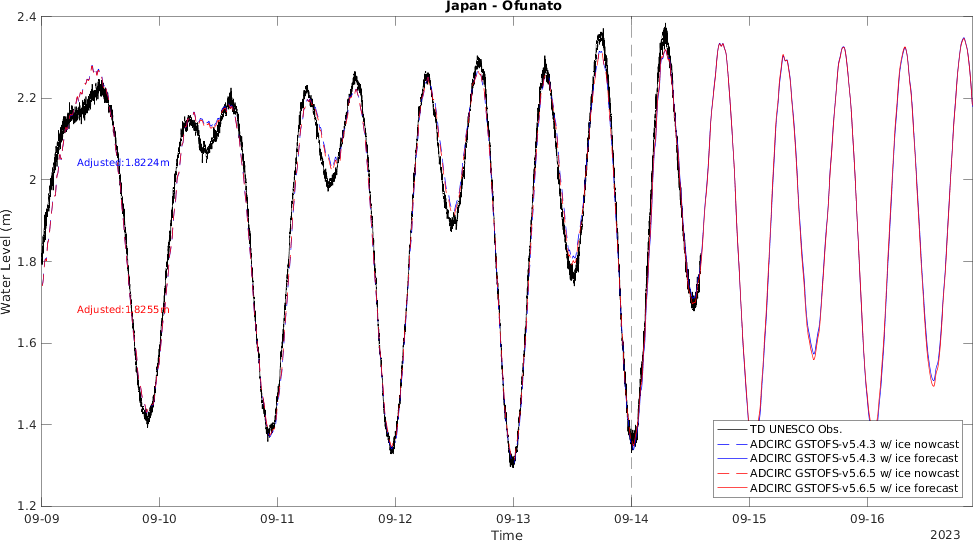 Japan - Ofunato
2.4
2.2
2
1.8
1.6
1.4
1.2
Water Level (m)
Adjusted:1.8224m
Adjusted:1.8255m
TD UNESCO Obs.
ADCIRC GSTOFS-v5.4.3 w/ ice nowcast
ADCIRC GSTOFS-v5.4.3 w/ ice forecast
ADCIRC GSTOFS-v5.6.5 w/ ice nowcast
ADCIRC GSTOFS-v5.6.5 w/ ice forecast
09-09 09-10 09-11 09-12 09-13 09-14 09-15 09-16
Time
2023